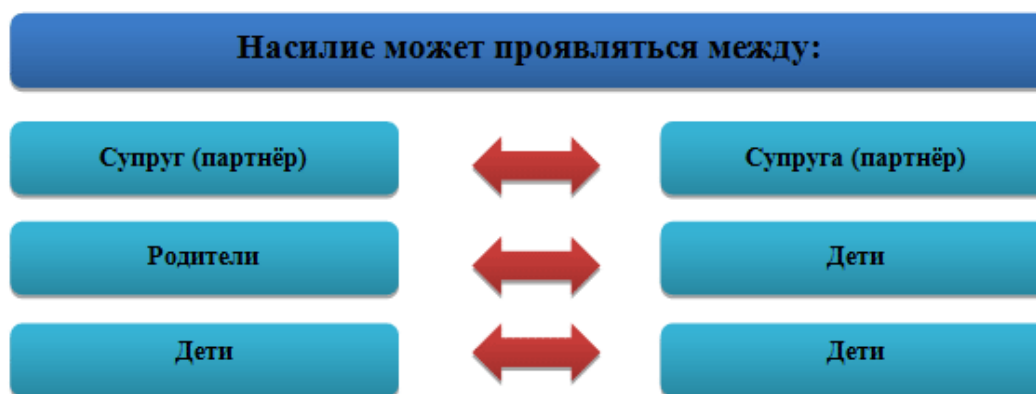 Насилие может проявляться между:
Супруг (партнёр)
Супруга (партнёр)
Родители
Дети
Дети
Дети